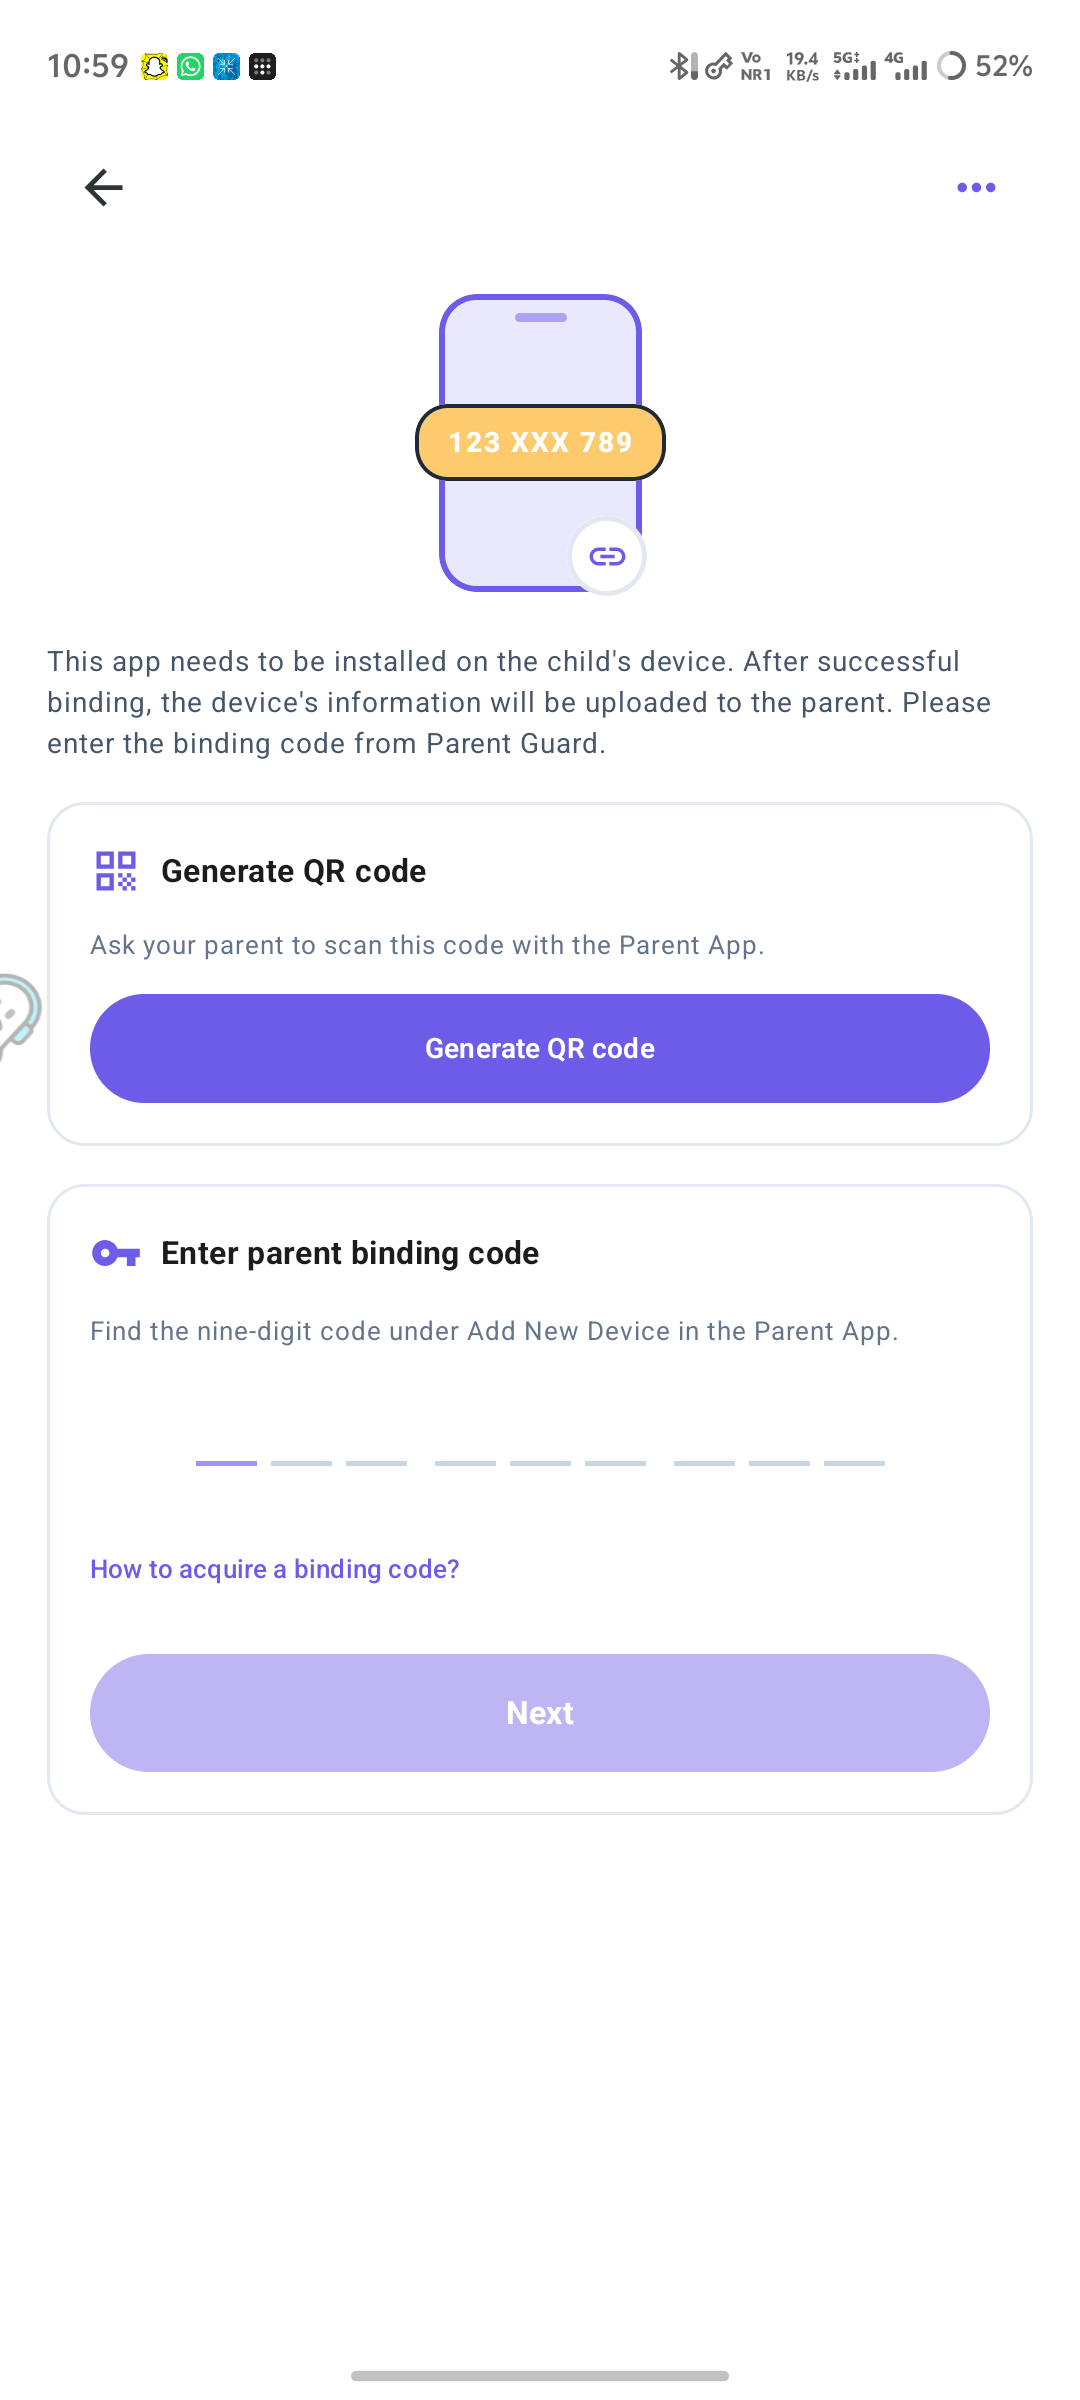 10:59
Vo NR1 19.4 KB/s 5G 4G 52%
123 XXX 789
This app needs to be installed on the child's device. After successful
binding, the device's information will be uploaded to the parent. Please
enter the binding code from Parent Guard.
Generate QR code
Ask your parent to scan this code with the Parent App.
Generate QR code
Enter parent binding code
Find the nine-digit code under Add New Device in the Parent App.
How to acquire a binding code?
Next